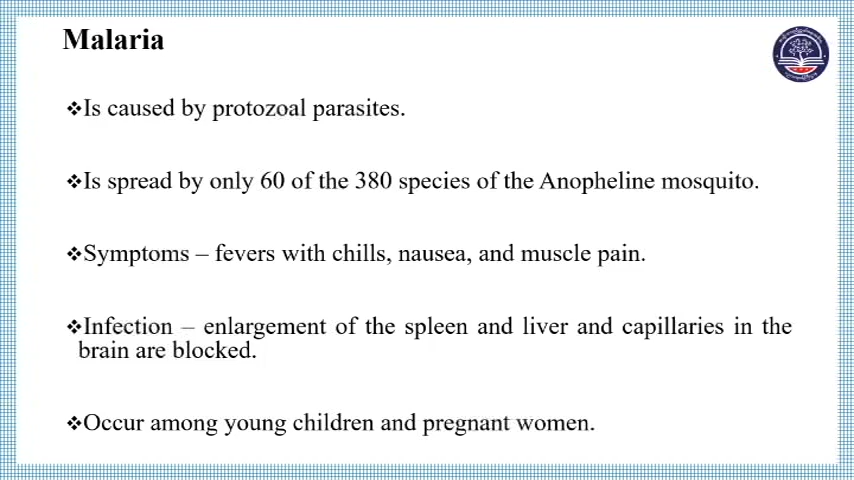 Malaria
❖Is caused by protozoal parasites.
❖Is spread by only 60 of the 380 species of the Anopheline mosquito.
❖Symptoms – fevers with chills, nausea, and muscle pain.
❖Infection – enlargement of the spleen and liver and capillaries in the
brain are blocked.
❖Occur among young children and pregnant women.